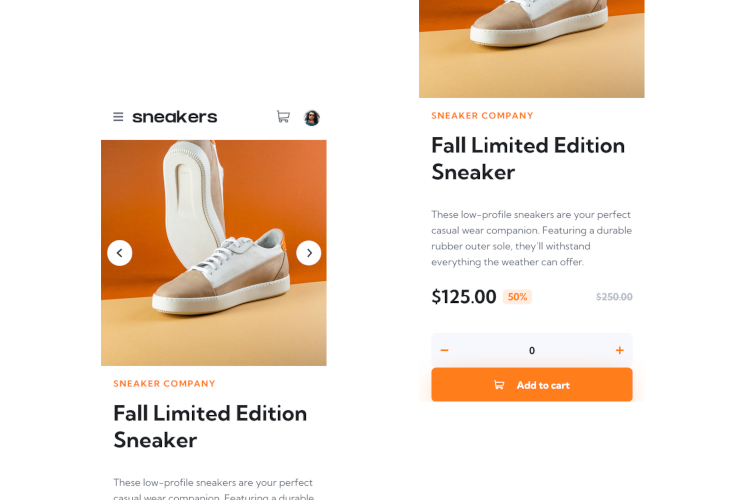 sneakers
SNEAKER COMPANY
Fall Limited Edition
Sneaker
These low-profile sneakers are your perfect
casual wear companion. Featuring a durable
SNEAKER COMPANY
Fall Limited Edition
Sneaker
These low-profile sneakers are your perfect
casual wear companion. Featuring a durable
rubber outer sole, they'll withstand
everything the weather can offer.
$125.00 50% $250.00
− 0 +
Add to cart